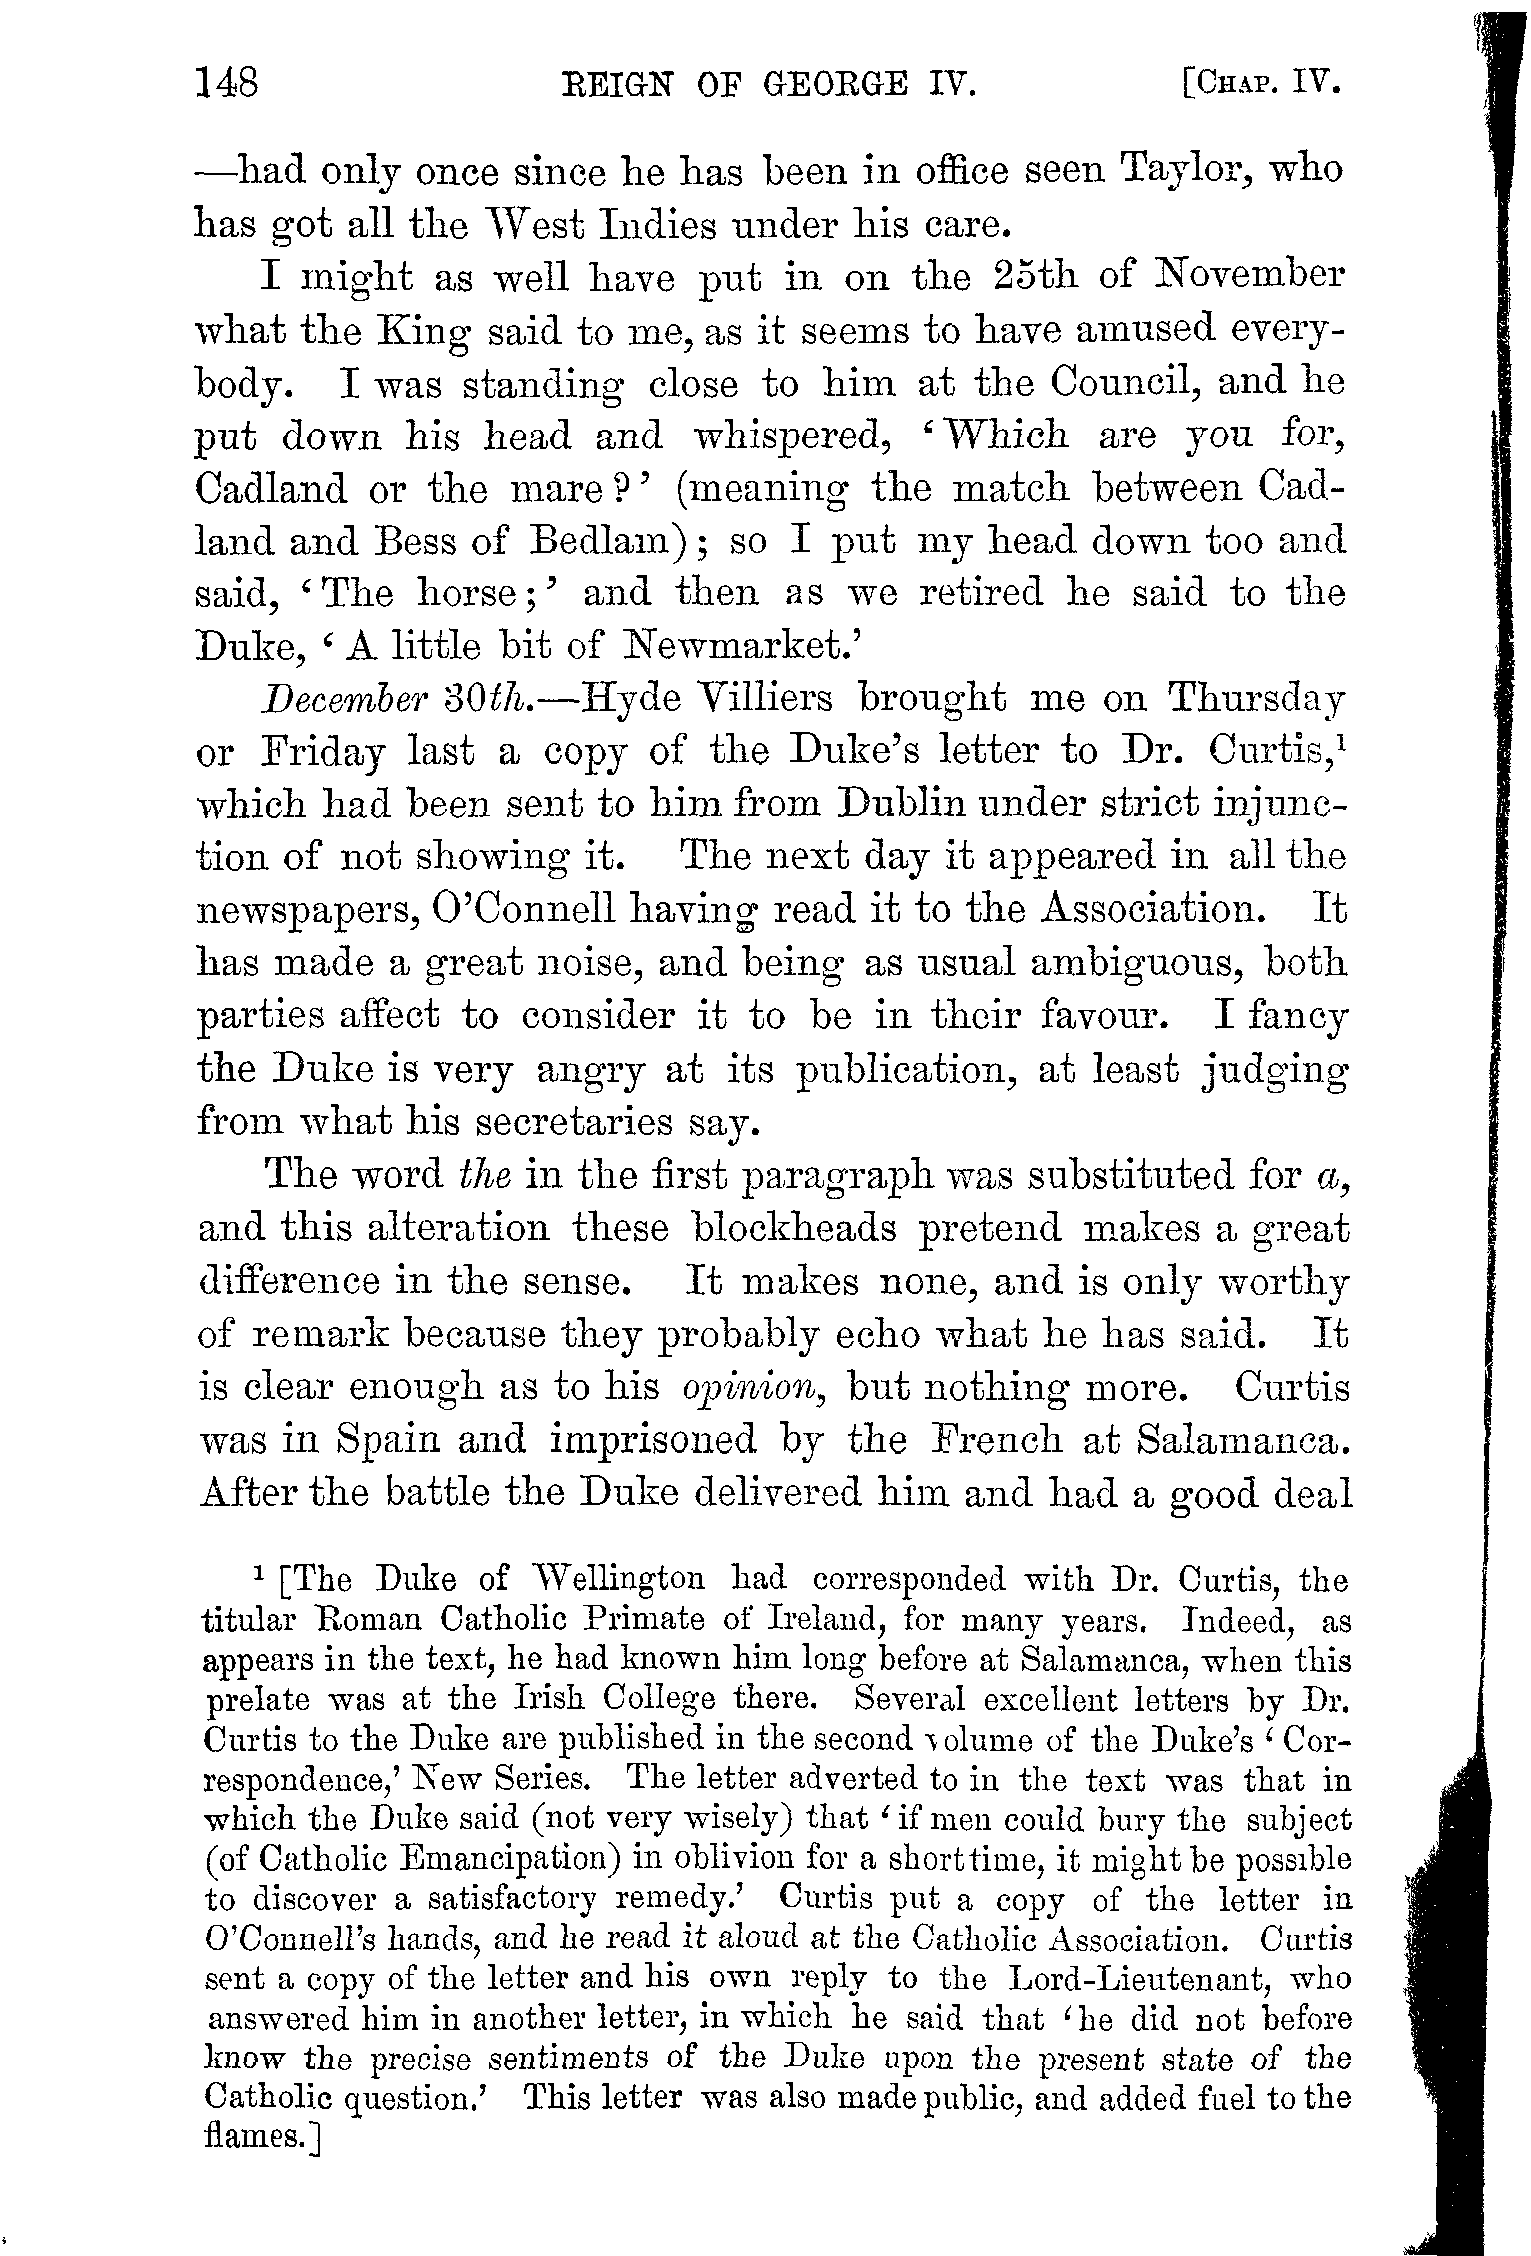 148 REIGN OF GEORGE IV. [CHAP. IV.
—had only once since he has been in office seen Taylor, who
has got all the West Indies under his care.
I might as well have put in on the 25th of November
what the King said to me, as it seems to have amused every-
body. I was standing close to him at the Council, and he
put down his head and whispered, ‘Which are you for,
Cadland or the mare?’ (meaning the match between Cad-
land and Bess of Bedlam); so I put my head down too and
said, ‘The horse;’ and then as we retired he said to the
Duke, ‘A little bit of Newmarket.’
December 30th.—Hyde Villiers brought me on Thursday
or Friday last a copy of the Duke’s letter to Dr. Curtis,¹
which had been sent to him from Dublin under strict injunc-
tion of not showing it. The next day it appeared in all the
newspapers, O’Connell having read it to the Association. It
has made a great noise, and being as usual ambiguous, both
parties affect to consider it to be in their favour. I fancy
the Duke is very angry at its publication, at least judging
from what his secretaries say.
The word the in the first paragraph was substituted for a,
and this alteration these blockheads pretend makes a great
difference in the sense. It makes none, and is only worthy
of remark because they probably echo what he has said. It
is clear enough as to his opinion, but nothing more. Curtis
was in Spain and imprisoned by the French at Salamanca.
After the battle the Duke delivered him and had a good deal
¹ [The Duke of Wellington had corresponded with Dr. Curtis, the
titular Roman Catholic Primate of Ireland, for many years. Indeed, as
appears in the text, he had known him long before at Salamanca, when this
prelate was at the Irish College there. Several excellent letters by Dr.
Curtis to the Duke are published in the second volume of the Duke’s ‘Cor-
respondence,’ New Series. The letter adverted to in the text was that in
which the Duke said (not very wisely) that ‘if men could bury the subject
(of Catholic Emancipation) in oblivion for a short time, it might be possible
to discover a satisfactory remedy.’ Curtis put a copy of the letter in
O’Connell’s hands, and he read it aloud at the Catholic Association. Curtis
sent a copy of the letter and his own reply to the Lord-Lieutenant, who
answered him in another letter, in which he said that ‘he did not before
know the precise sentiments of the Duke upon the present state of the
Catholic question.’ This letter was also made public, and added fuel to the
flames.]